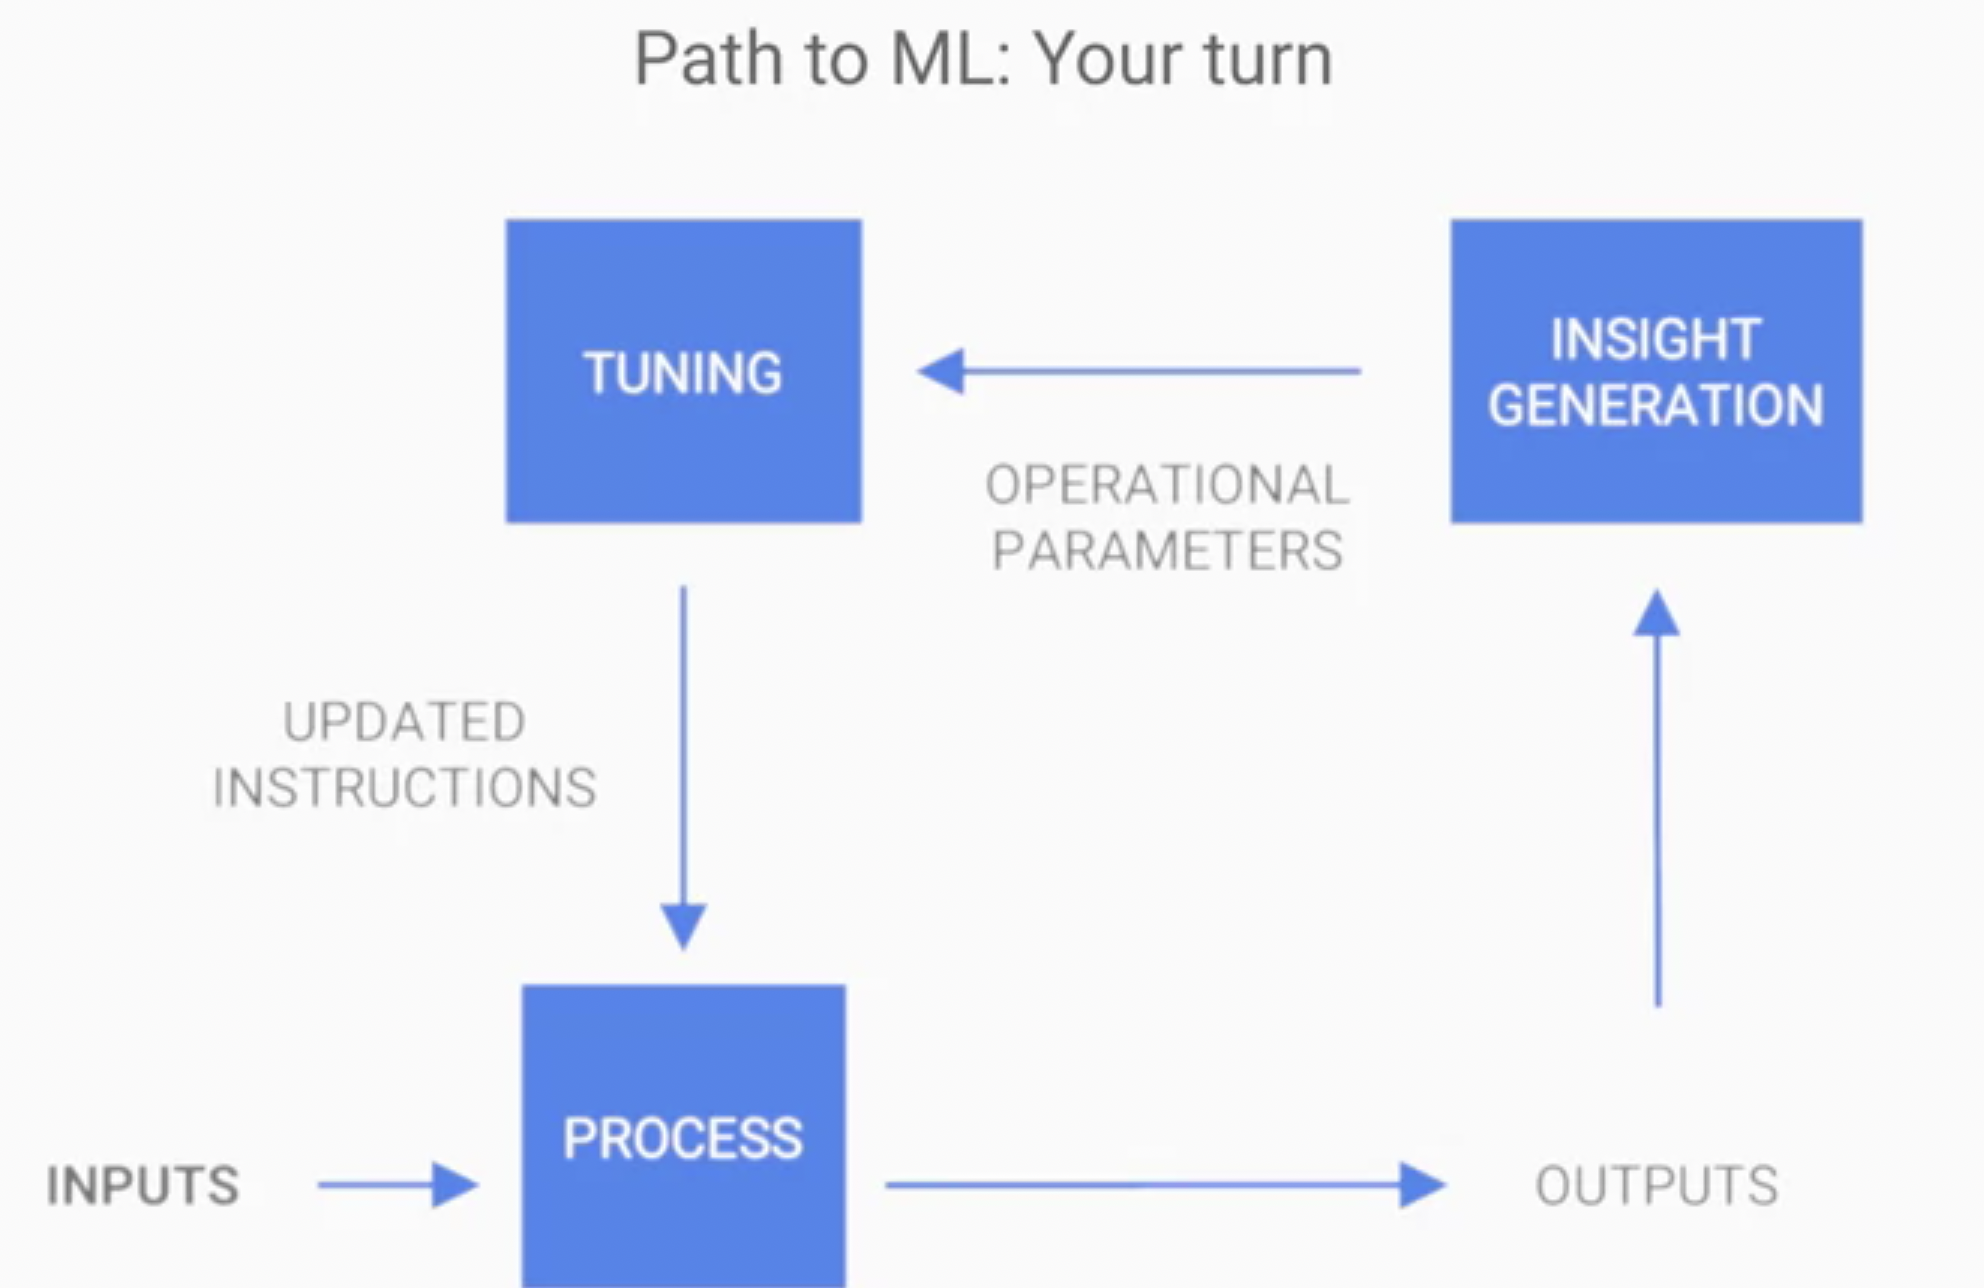 Path to ML: Your turn
TUNING
INSIGHT
GENERATION
OPERATIONAL
PARAMETERS
UPDATED
INSTRUCTIONS
PROCESS
INPUTS
OUTPUTS